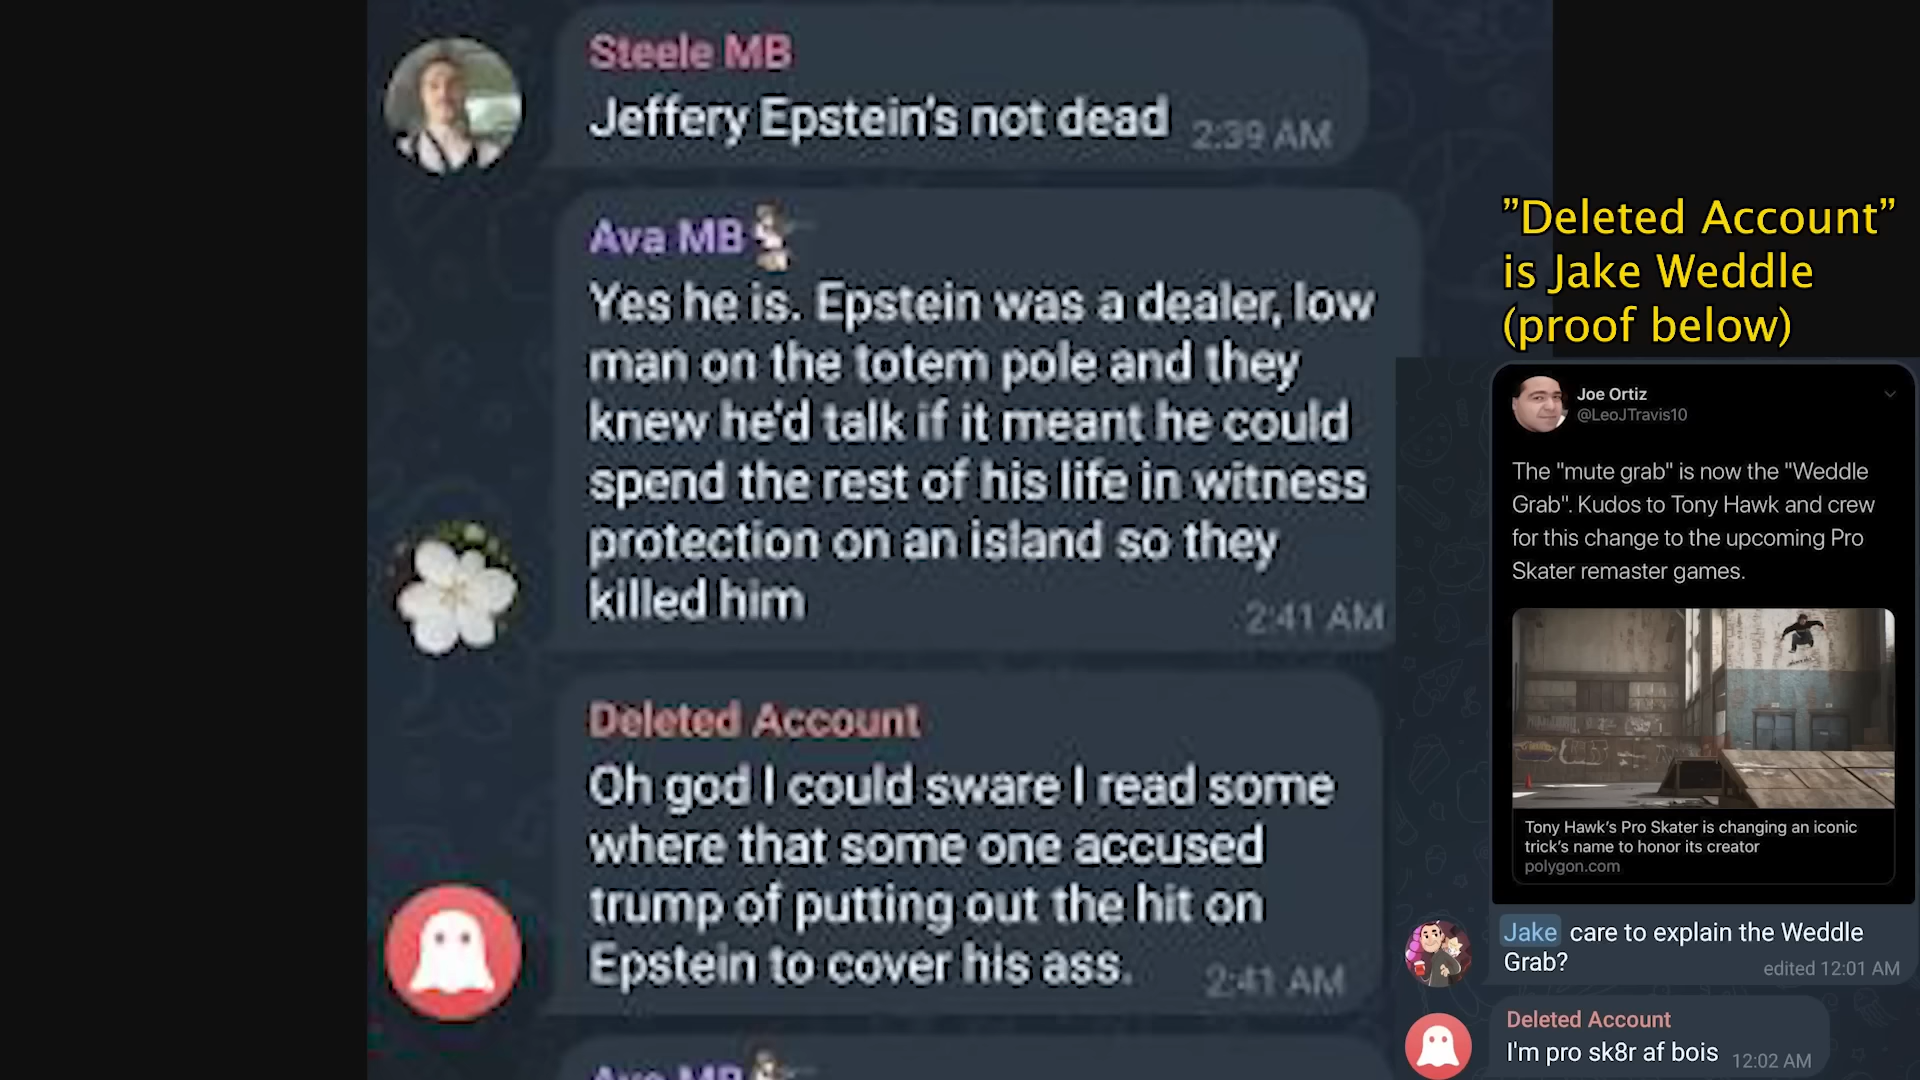 Steele MB
Jeffery Epstein's not dead 2:39 AM
Ava MB
Yes he is. Epstein was a dealer, low
man on the totem pole and they
knew he'd talk if it meant he could
spend the rest of his life in witness
protection on an island so they
killed him 2:41 AM
Deleted Account
Oh god I could sware I read some
where that some one accused
trump of putting out the hit on
Epstein to cover his ass. 2:41 AM
Ava MB
"Deleted Account"
is Jake Weddle
(proof below)
Joe Ortiz
@LeoJTravis10
The "mute grab" is now the "Weddle
Grab". Kudos to Tony Hawk and crew
for this change to the upcoming Pro
Skater remaster games.
Tony Hawk's Pro Skater is changing an iconic
trick's name to honor its creator
polygon.com
Jake care to explain the Weddle
Grab? edited 12:01 AM
Deleted Account
I'm pro sk8r af bois 12:02 AM